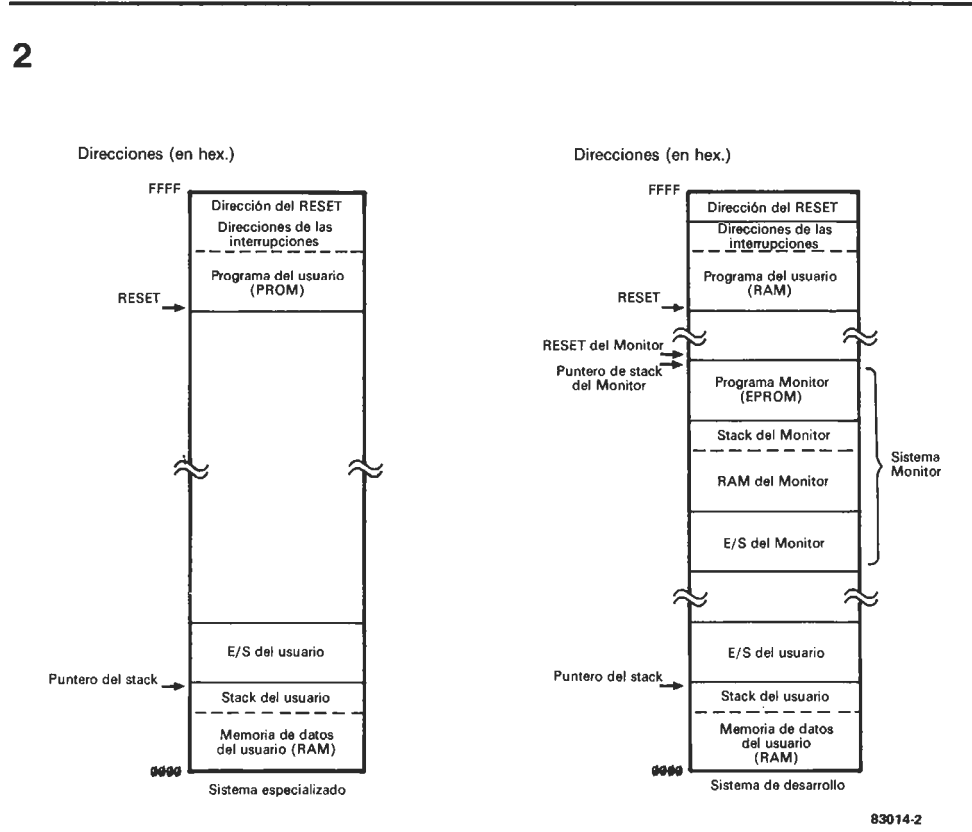 2
Direcciones (en hex.)
FFFF
Dirección del RESET
Direcciones de las
interrupciones
Programa del usuario
(PROM)
RESET
E/S del usuario
Puntero del stack
Stack del usuario
Memoria de datos
del usuario (RAM)
0000
Sistema especializado
Direcciones (en hex.)
FFFF
Dirección del RESET
Direcciones de las
interrupciones
Programa del usuario
(RAM)
RESET
RESET del Monitor
Puntero de stack
del Monitor
Programa Monitor
(EPROM)
Stack del Monitor
RAM del Monitor
E/S del Monitor
Sistema
Monitor
E/S del usuario
Puntero del stack
Stack del usuario
Memoria de datos
del usuario
(RAM)
0000
Sistema de desarrollo
83014-2